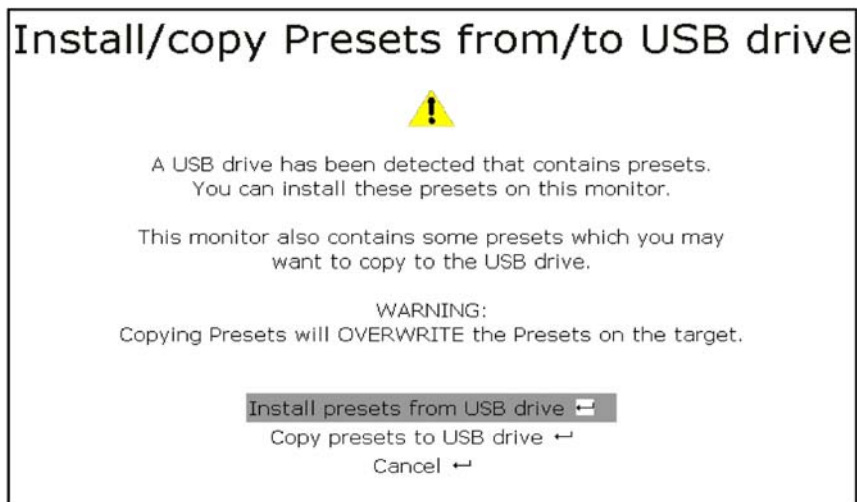 Install/copy Presets from/to USB drive
A USB drive has been detected that contains presets.
You can install these presets on this monitor.
This monitor also contains some presets which you may
want to copy to the USB drive.
WARNING:
Copying Presets will OVERWRITE the Presets on the target.
Install presets from USB drive ↵
Copy presets to USB drive ↵
Cancel ↵